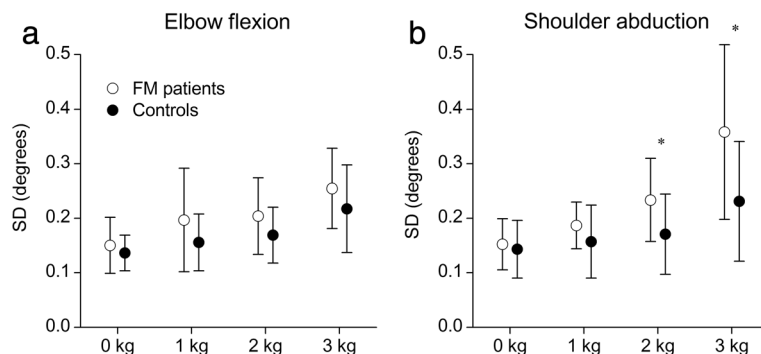 a
Elbow flexion
SD (degrees)
0.5
0.4
0.3
0.2
0.1
0.0
FM patients
Controls
0 kg 1 kg 2 kg 3 kg
b
Shoulder abduction
SD (degrees)
0.5
0.4
0.3
0.2
0.1
0.0
*
*
0 kg 1 kg 2 kg 3 kg